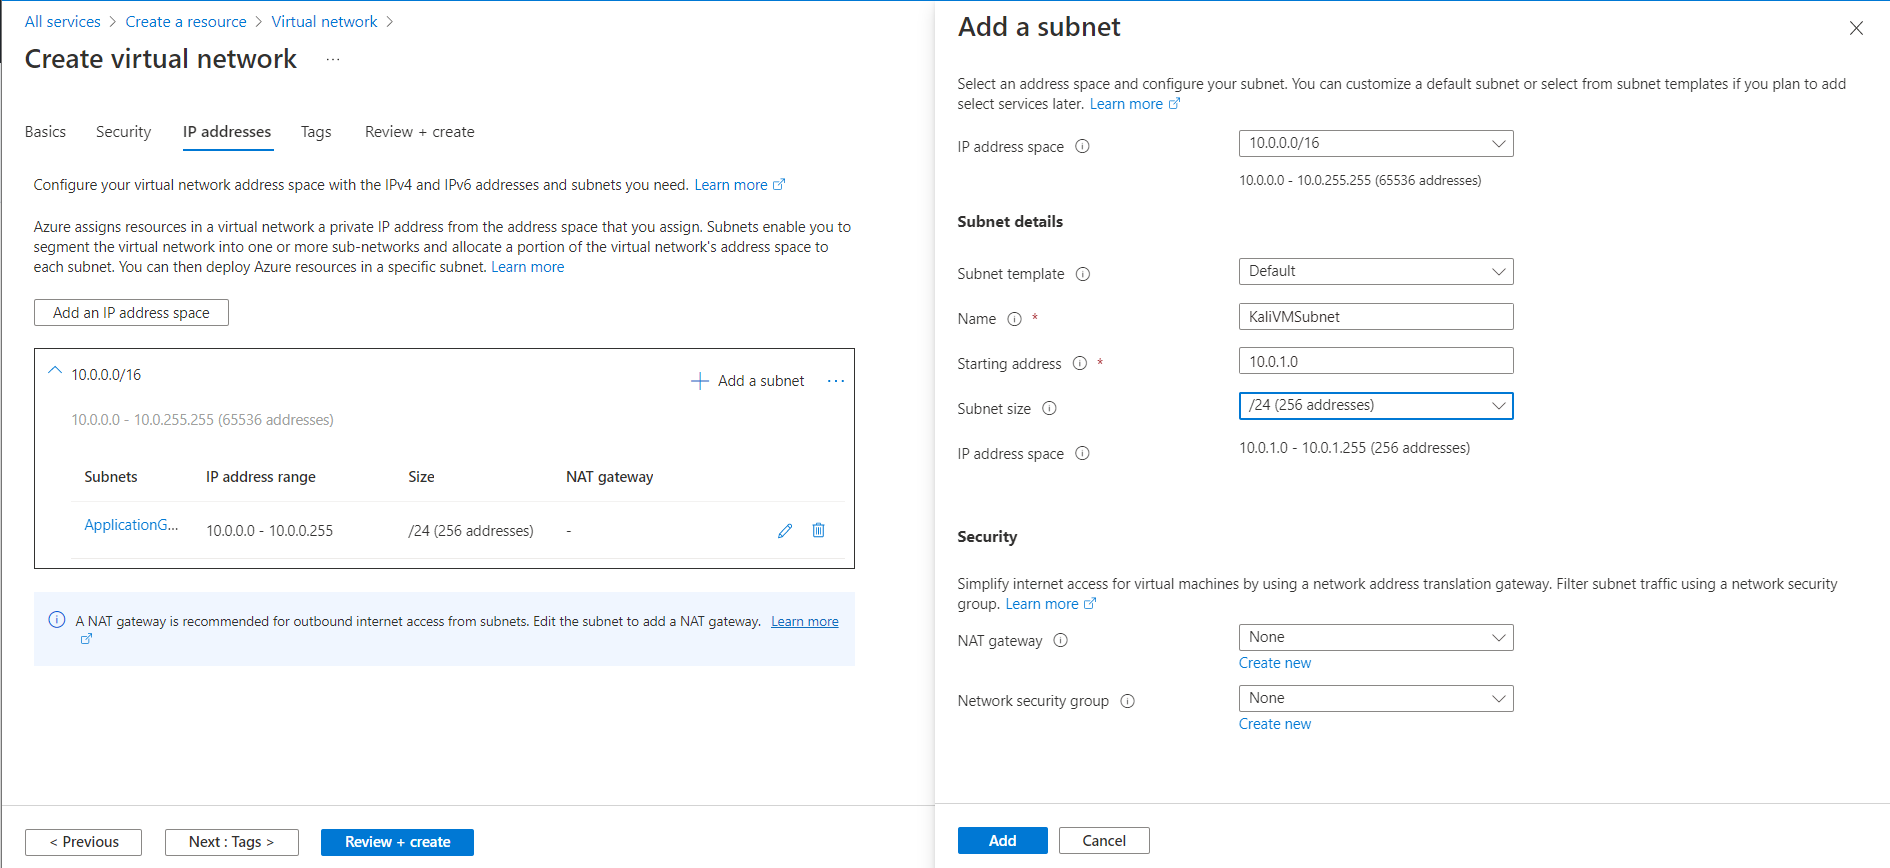 All services > Create a resource > Virtual network >
Create virtual network ...
Basics Security IP addresses Tags Review + create
Configure your virtual network address space with the IPv4 and IPv6 addresses and subnets you need. Learn more
Azure assigns resources in a virtual network a private IP address from the address space that you assign. Subnets enable you to
segment the virtual network into one or more sub-networks and allocate a portion of the virtual network's address space to
each subnet. You can then deploy Azure resources in a specific subnet. Learn more
Add an IP address space
10.0.0.0/16
Add a subnet ...
10.0.0.0 - 10.0.255.255 (65536 addresses)
Subnets IP address range Size NAT gateway
ApplicationG... 10.0.0.0 - 10.0.0.255 /24 (256 addresses) -
A NAT gateway is recommended for outbound internet access from subnets. Edit the subnet to add a NAT gateway. Learn more
< Previous Next : Tags > Review + create
Add a subnet
Select an address space and configure your subnet. You can customize a default subnet or select from subnet templates if you plan to add
select services later. Learn more
IP address space 10.0.0.0/16
10.0.0.0 - 10.0.255.255 (65536 addresses)
Subnet details
Subnet template Default
Name * KaliVMSubnet
Starting address * 10.0.1.0
Subnet size /24 (256 addresses)
IP address space 10.0.1.0 - 10.0.1.255 (256 addresses)
Security
Simplify internet access for virtual machines by using a network address translation gateway. Filter subnet traffic using a network security
group. Learn more
NAT gateway None
Create new
Network security group None
Create new
Add Cancel